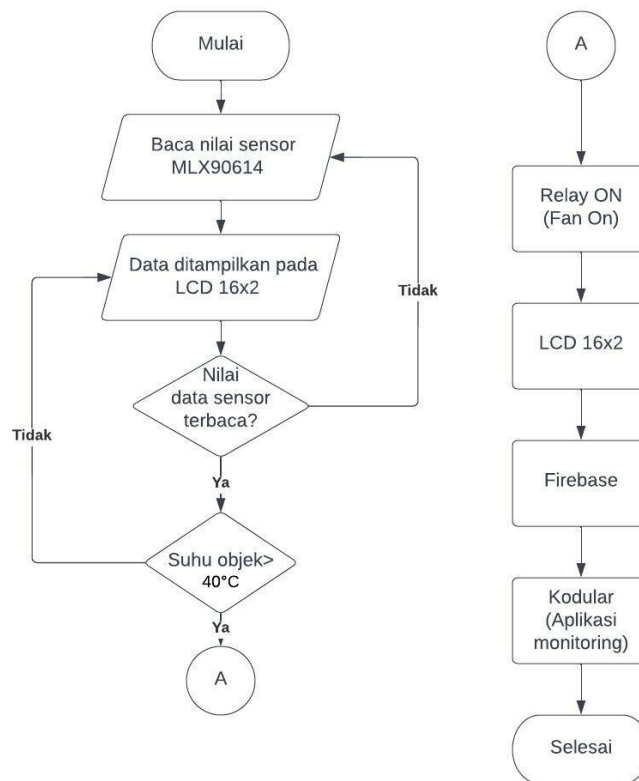 Mulai
Baca nilai sensor
MLX90614
Data ditampilkan pada
LCD 16x2
Nilai
data sensor
terbaca?
Tidak
Tidak
Ya
Suhu objek>
40°C
Ya
A
A
Relay ON
(Fan On)
LCD 16x2
Firebase
Kodular
(Aplikasi
monitoring)
Selesai